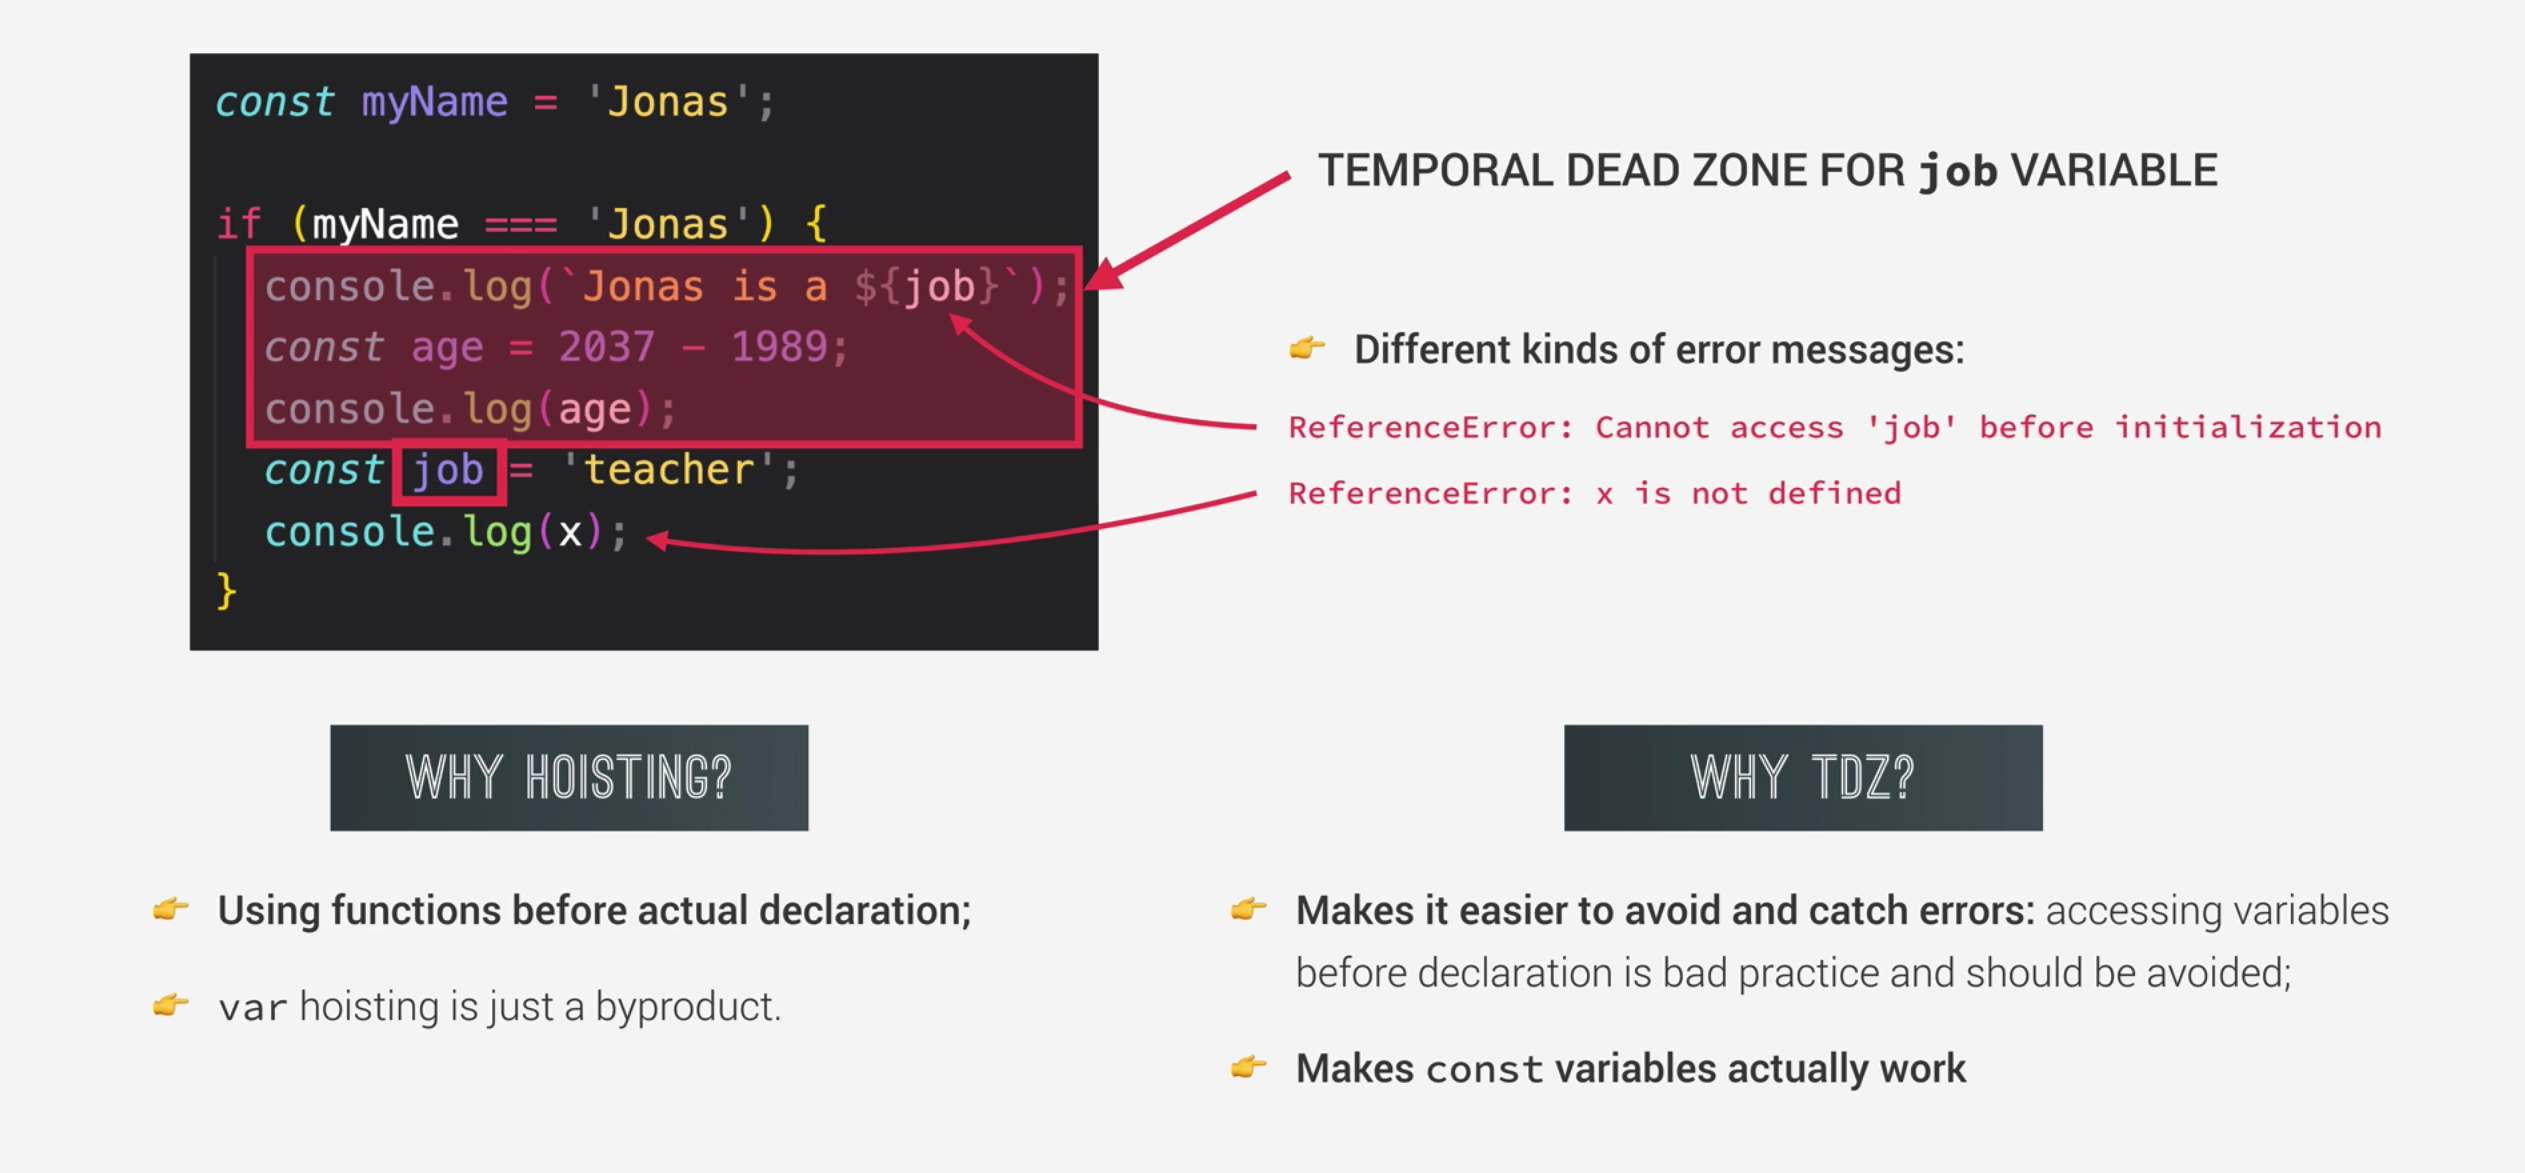 const myName = 'Jonas';
if (myName === 'Jonas') {
console.log(`Jonas is a ${job}`);
const age = 2037 - 1989;
console.log(age);
const job = 'teacher';
console.log(x);
}
TEMPORAL DEAD ZONE FOR job VARIABLE
👉 Different kinds of error messages:
ReferenceError: Cannot access 'job' before initialization
ReferenceError: x is not defined
WHY HOISTING?
👉 Using functions before actual declaration;
👉 var hoisting is just a byproduct.
WHY TDZ?
👉 Makes it easier to avoid and catch errors: accessing variables
before declaration is bad practice and should be avoided;
👉 Makes const variables actually work